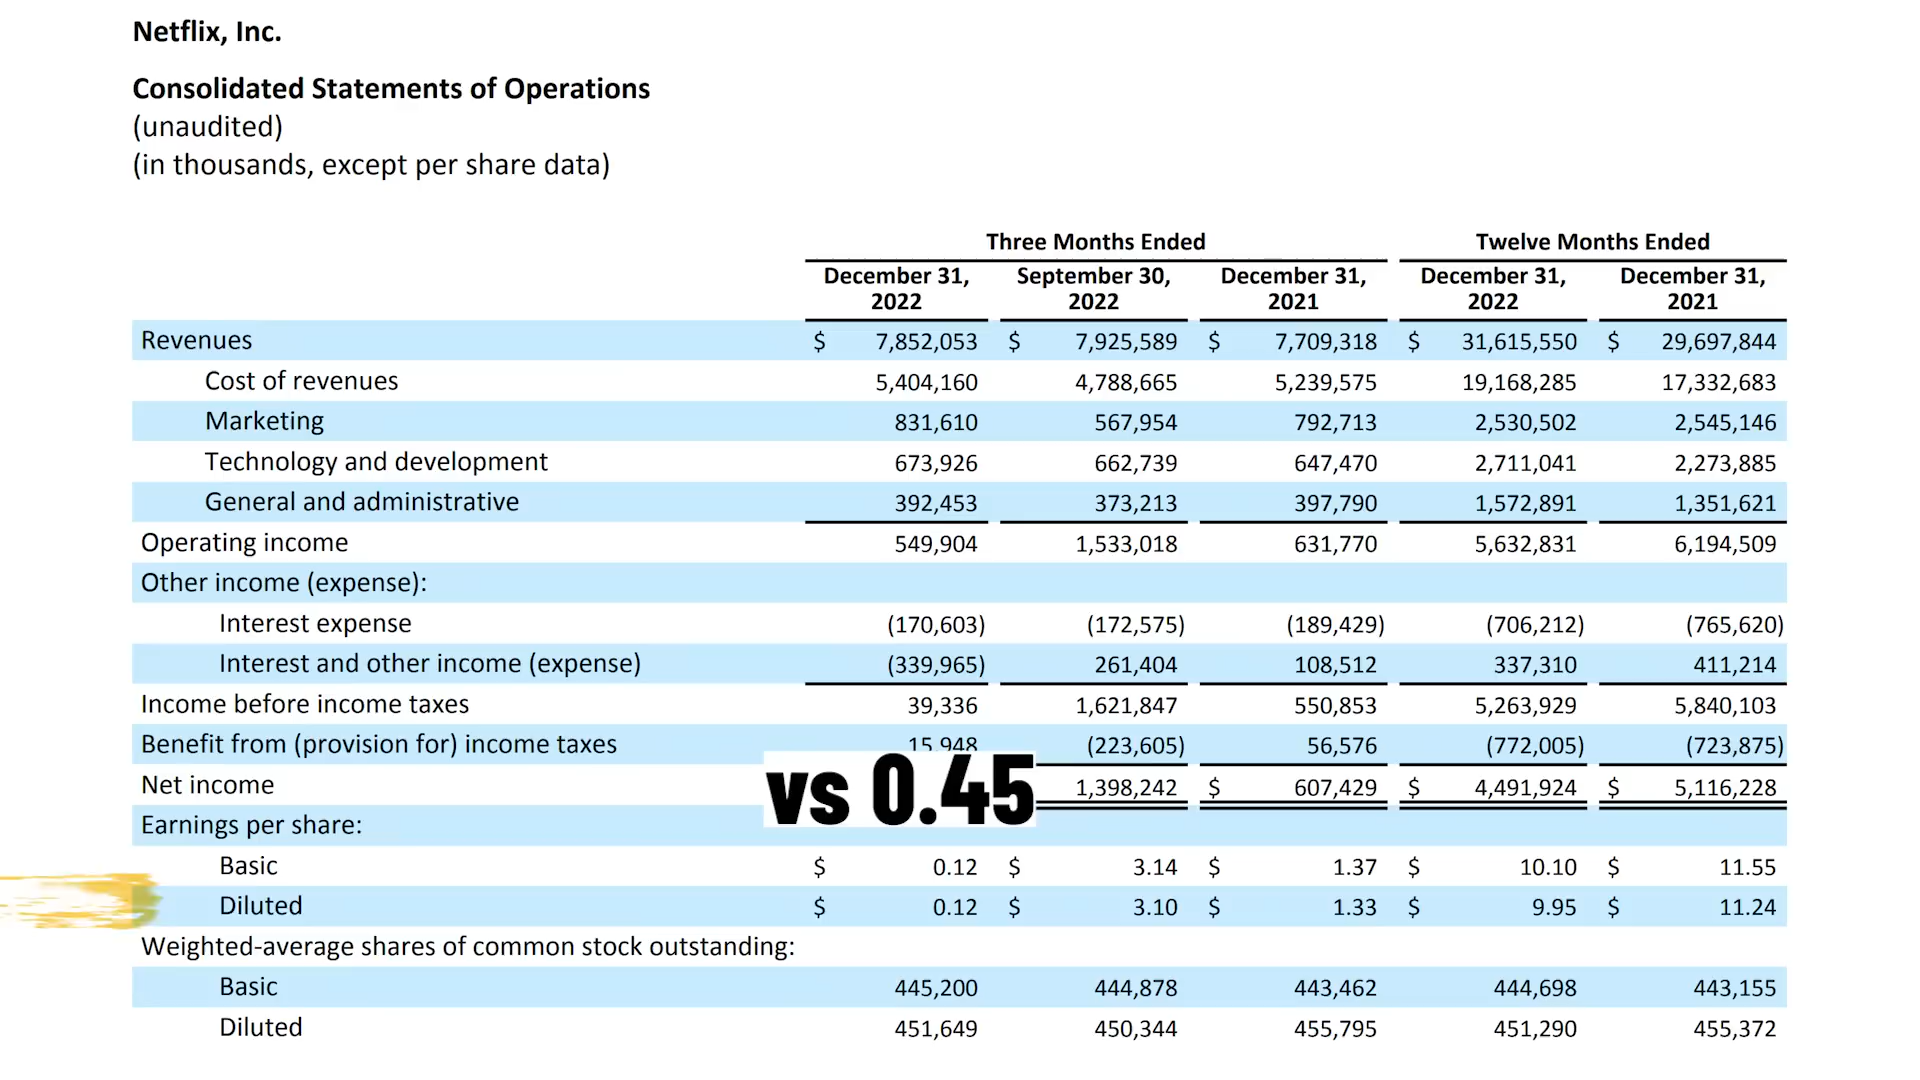 Netflix, Inc.
Consolidated Statements of Operations
(unaudited)
(in thousands, except per share data)
Three Months Ended Twelve Months Ended
December 31, 2022 September 30, 2022 December 31, 2021 December 31, 2022 December 31, 2021
Revenues $ 7,852,053 $ 7,925,589 $ 7,709,318 $ 31,615,550 $ 29,697,844
Cost of revenues 5,404,160 4,788,665 5,239,575 19,168,285 17,332,683
Marketing 831,610 567,954 792,713 2,530,502 2,545,146
Technology and development 673,926 662,739 647,470 2,711,041 2,273,885
General and administrative 392,453 373,213 397,790 1,572,891 1,351,621
Operating income 549,904 1,533,018 631,770 5,632,831 6,194,509
Other income (expense):
Interest expense (170,603) (172,575) (189,429) (706,212) (765,620)
Interest and other income (expense) (339,965) 261,404 108,512 337,310 411,214
Income before income taxes 39,336 1,621,847 550,853 5,263,929 5,840,103
Benefit from (provision for) income taxes 15,948 (223,605) 56,576 (772,005) (723,875)
Net income vs 0.45 1,398,242 $ 607,429 $ 4,491,924 $ 5,116,228
Earnings per share:
Basic $ 0.12 $ 3.14 $ 1.37 $ 10.10 $ 11.55
Diluted $ 0.12 $ 3.10 $ 1.33 $ 9.95 $ 11.24
Weighted-average shares of common stock outstanding:
Basic 445,200 444,878 443,462 444,698 443,155
Diluted 451,649 450,344 455,795 451,290 455,372